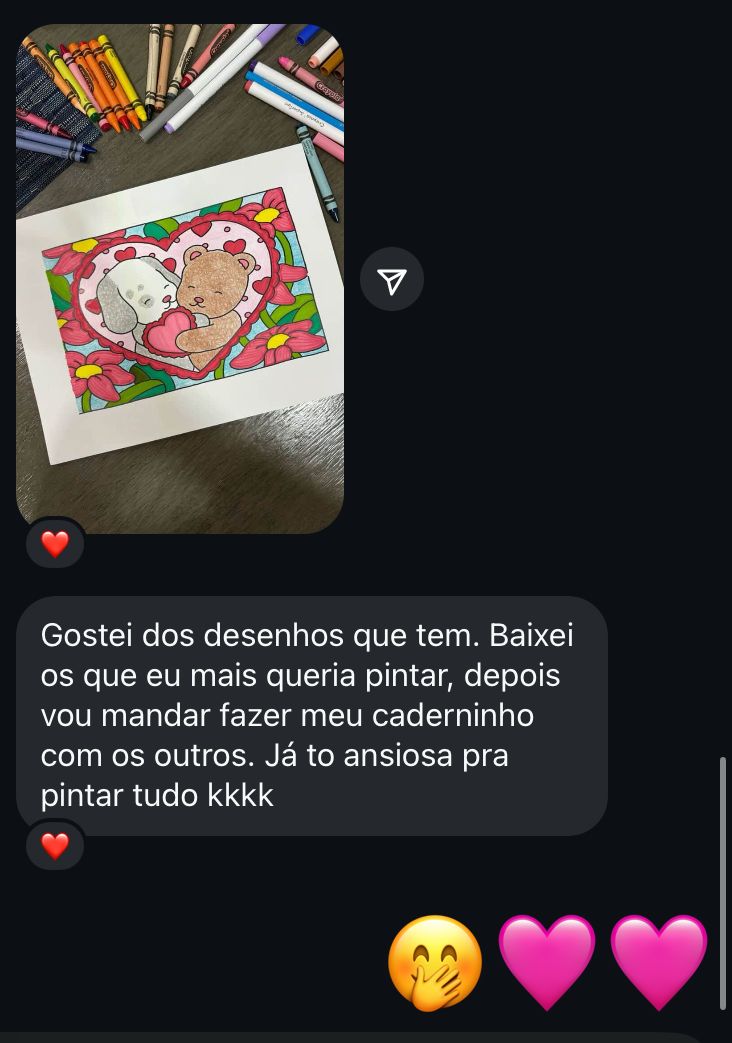 Crayola
Gostei dos desenhos que tem. Baixei
os que eu mais queria pintar, depois
vou mandar fazer meu caderninho
com os outros. Já to ansiosa pra
pintar tudo kkkk